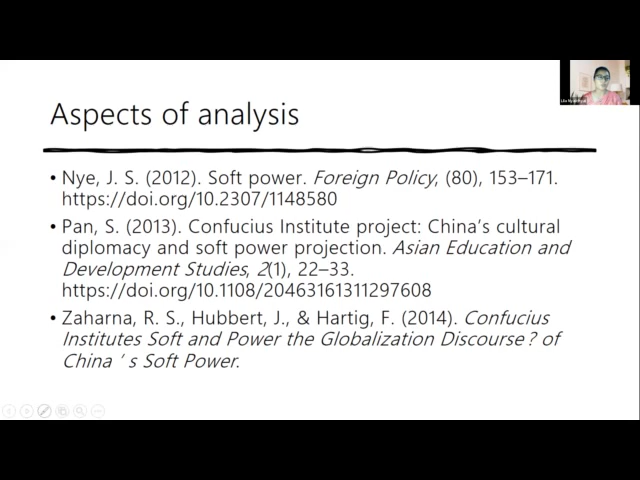 Aspects of analysis
• Nye, J. S. (2012). Soft power. Foreign Policy, (80), 153–171.
https://doi.org/10.2307/1148580
• Pan, S. (2013). Confucius Institute project: China's cultural
diplomacy and soft power projection. Asian Education and
Development Studies, 2(1), 22–33.
https://doi.org/10.1108/20463161311297608
• Zaharna, R. S., Hubbert, J., & Hartig, F. (2014). Confucius
Institutes Soft and Power the Globalization Discourse? of
China ' s Soft Power.